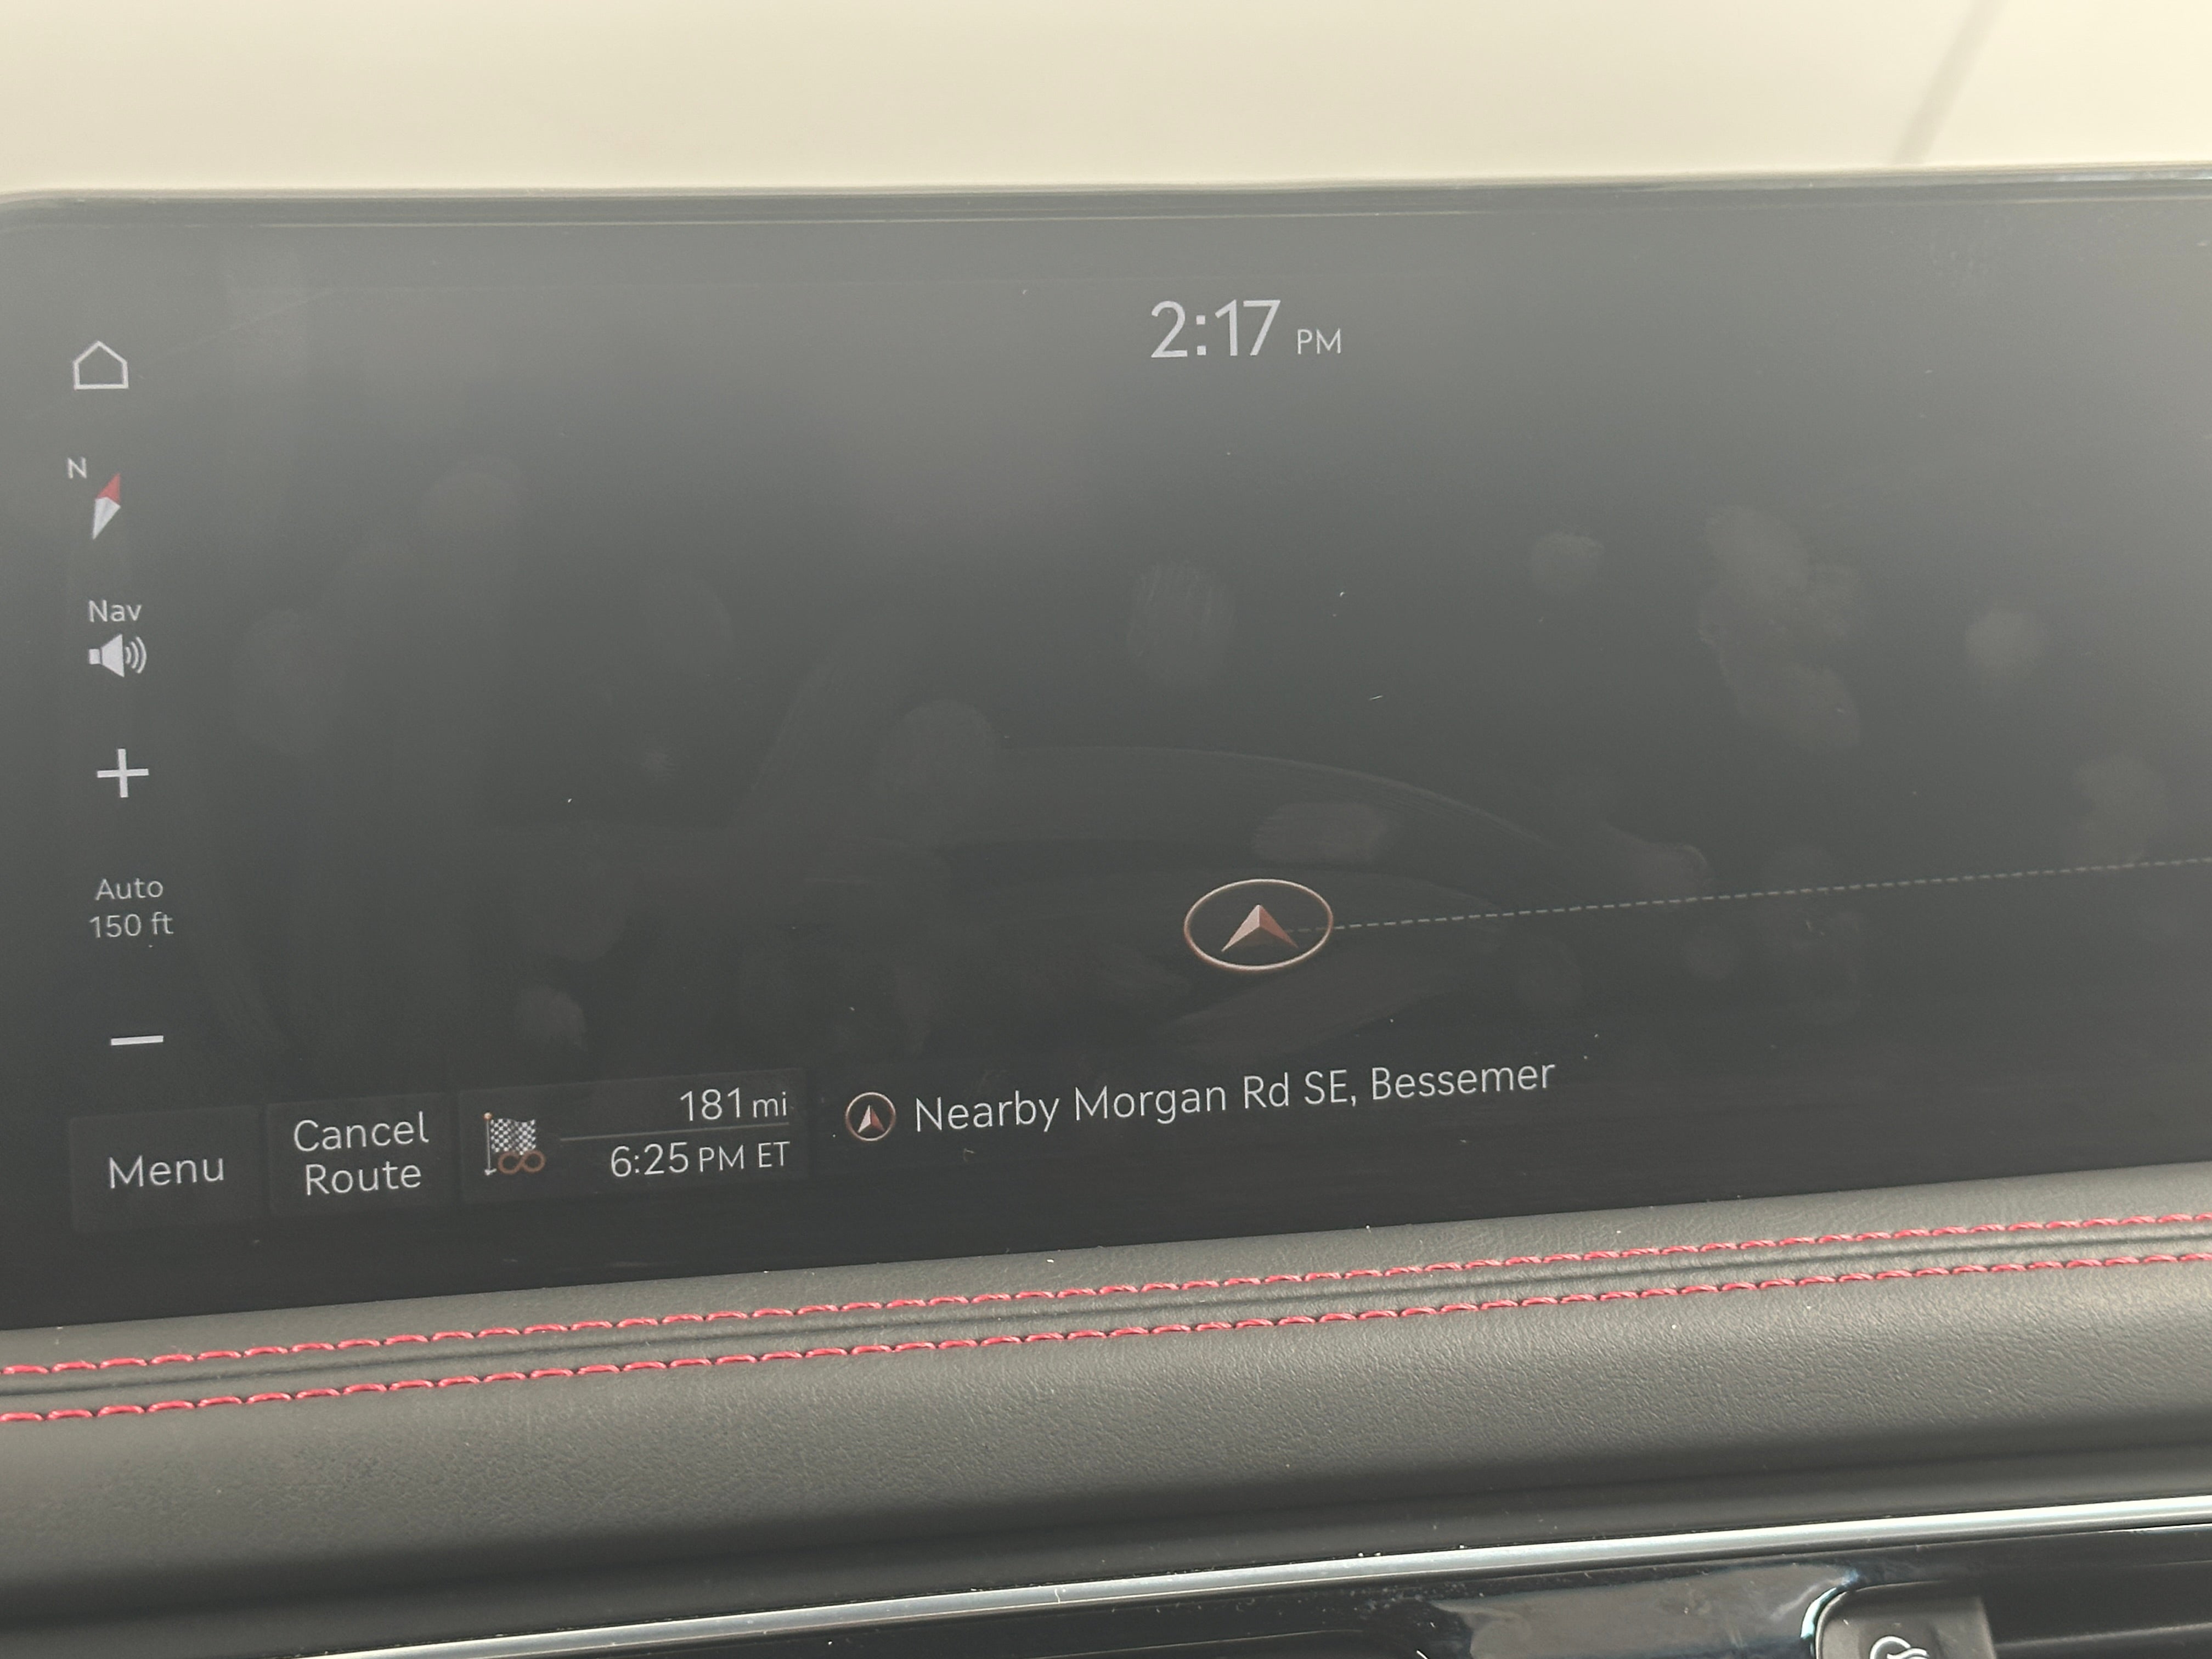 2:17 PM
N
Nav
Auto
150 ft
Menu
Cancel
Route
181 mi
6:25 PM ET
Nearby Morgan Rd SE, Bessemer